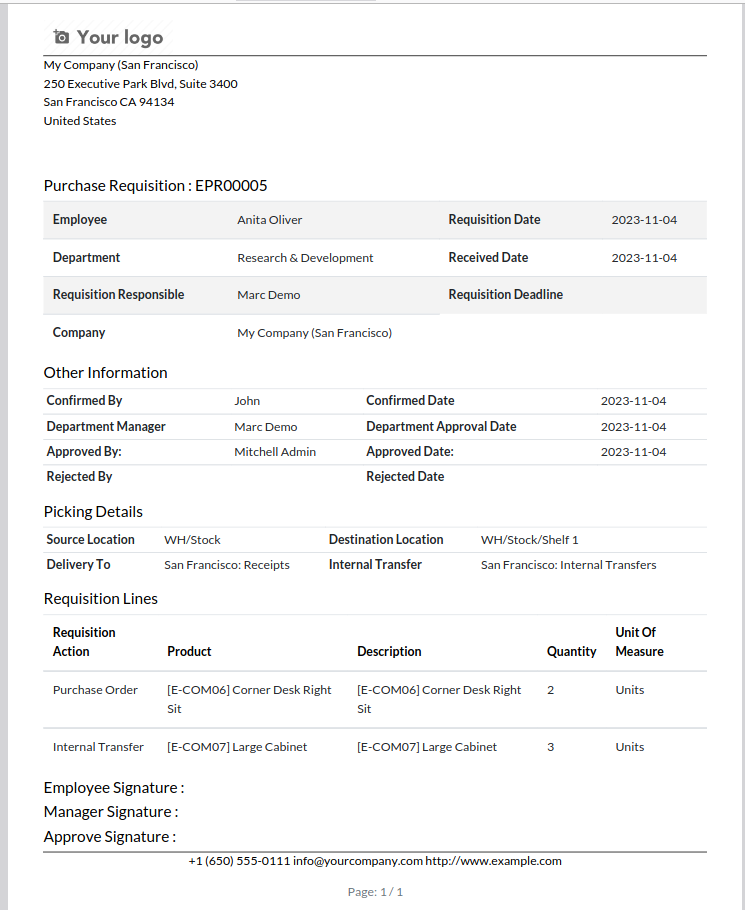 Your logo
My Company (San Francisco)
250 Executive Park Blvd, Suite 3400
San Francisco CA 94134
United States
Purchase Requisition : EPR00005
Employee Anita Oliver Requisition Date 2023-11-04
Department Research & Development Received Date 2023-11-04
Requisition Responsible Marc Demo Requisition Deadline
Company My Company (San Francisco)
Other Information
Confirmed By John Confirmed Date 2023-11-04
Department Manager Marc Demo Department Approval Date 2023-11-04
Approved By: Mitchell Admin Approved Date: 2023-11-04
Rejected By Rejected Date
Picking Details
Source Location WH/Stock Destination Location WH/Stock/Shelf 1
Delivery To San Francisco: Receipts Internal Transfer San Francisco: Internal Transfers
Requisition Lines
Requisition Unit Of
Action Product Description Quantity Measure
Purchase Order [E-COM06] Corner Desk Right [E-COM06] Corner Desk Right 2 Units
Sit Sit
Internal Transfer [E-COM07] Large Cabinet [E-COM07] Large Cabinet 3 Units
Employee Signature :
Manager Signature :
Approve Signature :
+1 (650) 555-0111 info@yourcompany.com http://www.example.com
Page: 1 / 1